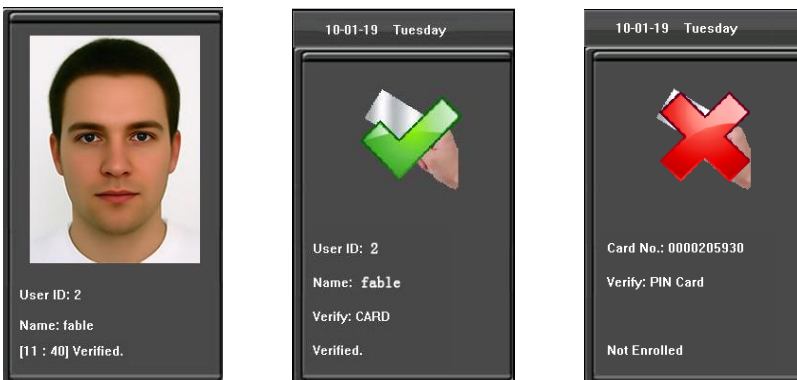 User ID: 2
Name: fable
[11 : 40] Verified.
10-01-19 Tuesday
User ID: 2
Name: fable
Verify: CARD
Verified.
10-01-19 Tuesday
Card No.: 0000205930
Verify: PIN Card
Not Enrolled